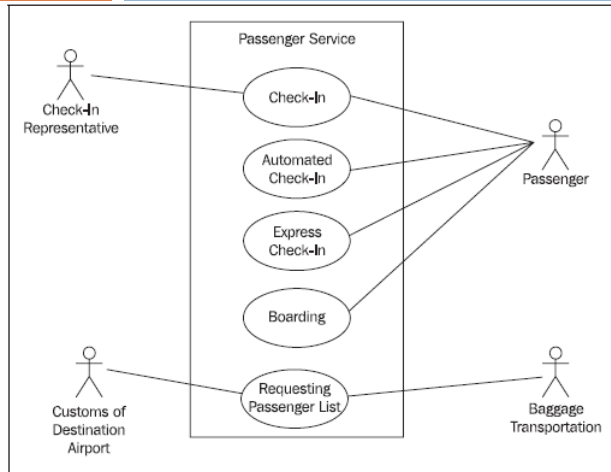 Passenger Service
Check-In
Representative
Check-In
Automated
Check-In
Express
Check-In
Boarding
Requesting
Passenger List
Passenger
Customs of
Destination
Airport
Baggage
Transportation